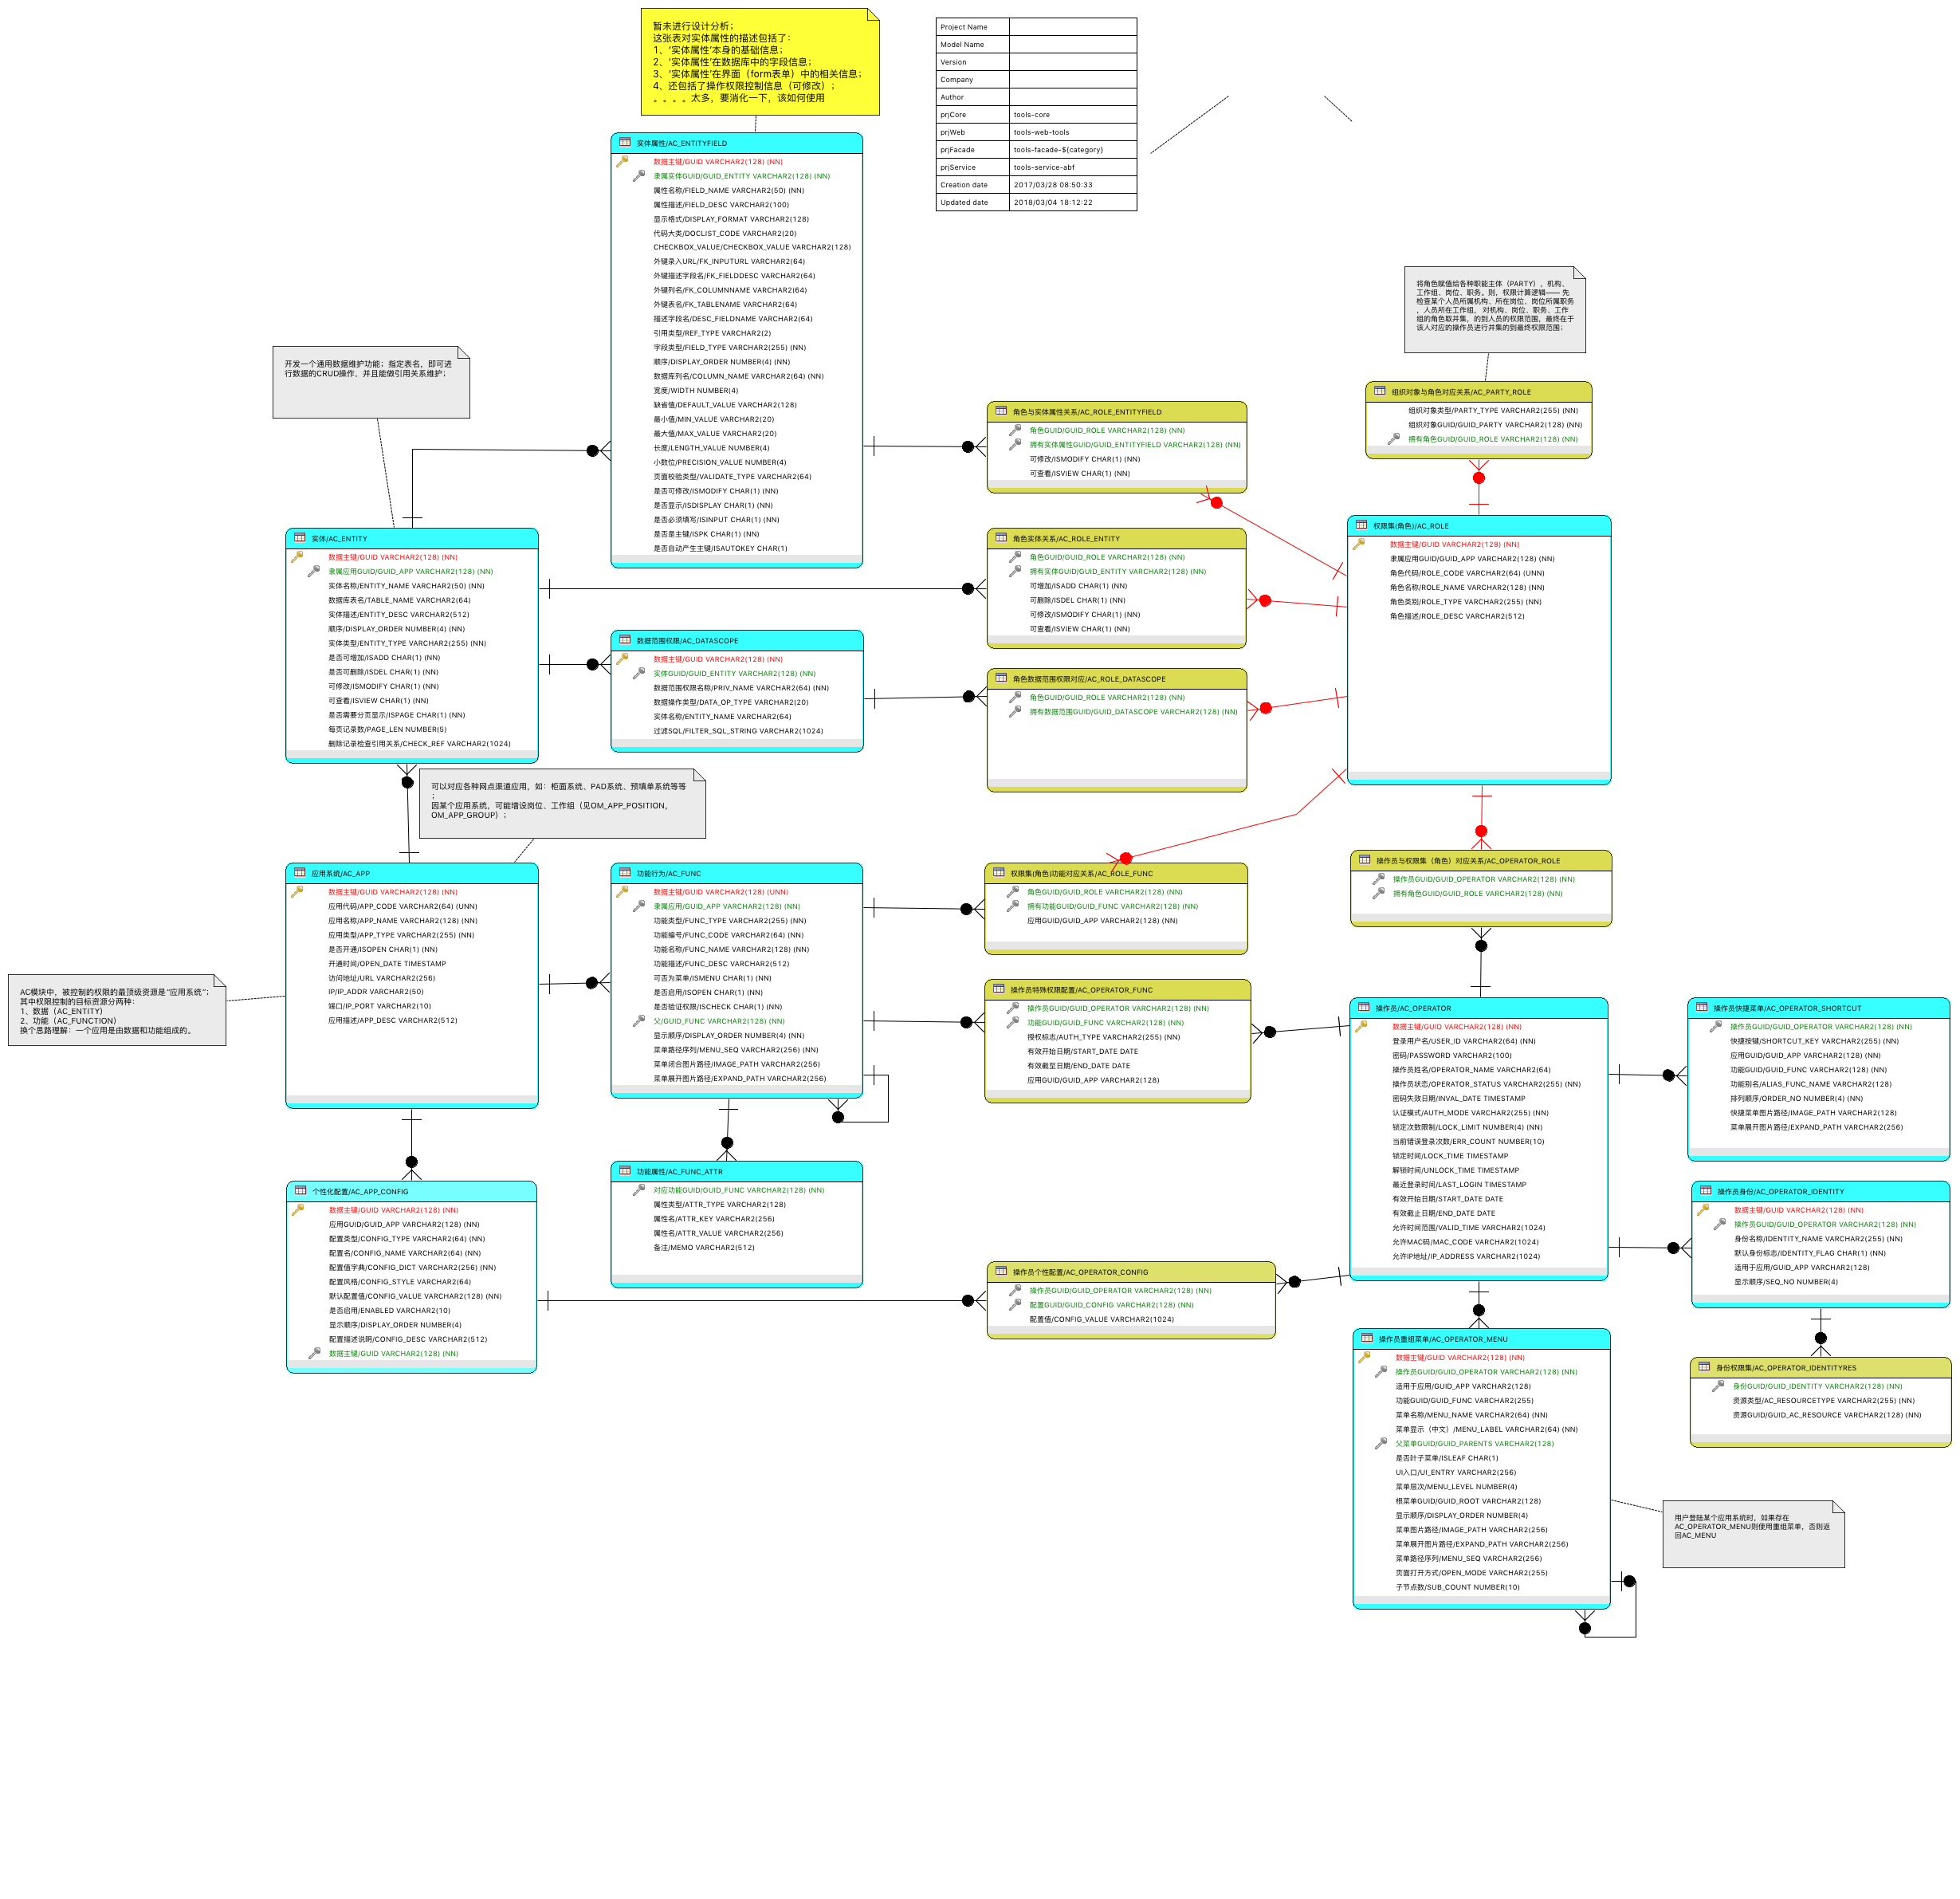 暂未进行设计分析；
这张表对实体属性的描述包括了：
1、‘实体属性’本身的基础信息；
2、‘实体属性’在数据库中的字段信息；
3、‘实体属性’在界面（form表单）中的相关信息；
4、还包括了操作权限控制信息（可修改）；
。。。。太多，要消化一下，该如何使用
Project Name
Model Name
Version
Company
Author
prjCore tools-core
prjWeb tools-web-tools
prjFacade tools-facade-${category}
prjService tools-service-abf
Creation date 2017/03/28 08:50:33
Updated date 2018/03/04 18:12:22
实体属性/AC_ENTITYFIELD
数据主键/GUID VARCHAR2(128) (NN)
隶属实体GUID/GUID_ENTITY VARCHAR2(128) (NN)
属性名称/FIELD_NAME VARCHAR2(50) (NN)
属性描述/FIELD_DESC VARCHAR2(100)
显示格式/DISPLAY_FORMAT VARCHAR2(128)
代码大类/DOCLIST_CODE VARCHAR2(20)
CHECKBOX_VALUE/CHECKBOX_VALUE VARCHAR2(128)
外键录入URL/FK_INPUTURL VARCHAR2(64)
外键描述字段名/FK_FIELDDESC VARCHAR2(64)
外键列名/FK_COLUMNNAME VARCHAR2(64)
外键表名/FK_TABLENAME VARCHAR2(64)
描述字段名/DESC_FIELDNAME VARCHAR2(64)
引用类型/REF_TYPE VARCHAR2(2)
字段类型/FIELD_TYPE VARCHAR2(255) (NN)
顺序/DISPLAY_ORDER NUMBER(4) (NN)
数据库列名/COLUMN_NAME VARCHAR2(64) (NN)
宽度/WIDTH NUMBER(4)
缺省值/DEFAULT_VALUE VARCHAR2(128)
最小值/MIN_VALUE VARCHAR2(20)
最大值/MAX_VALUE VARCHAR2(20)
长度/LENGTH_VALUE NUMBER(4)
小数位/PRECISION_VALUE NUMBER(4)
页面校验类型/VALIDATE_TYPE VARCHAR2(64)
是否可修改/ISMODIFY CHAR(1) (NN)
是否显示/ISDISPLAY CHAR(1) (NN)
是否必须填写/ISINPUT CHAR(1) (NN)
是否是主键/ISPK CHAR(1) (NN)
是否自动产生主键/ISAUTOKEY CHAR(1)
将角色赋值给各种职能主体（PARTY），机构、
工作组、岗位、职务。则，权限计算逻辑—— 先
检查某个人员所属机构、所在岗位、岗位所属职务
，人员所在工作组， 对机构、岗位、职务、工作
组的角色取并集，的到人员的权限范围，最终在于
该人对应的操作员进行并集的到最终权限范围；
开发一个通用数据维护功能；指定表名，即可进
行数据的CRUD操作，并且能做引用关系维护；
组织对象与角色对应关系/AC_PARTY_ROLE
组织对象类型/PARTY_TYPE VARCHAR2(255) (NN)
组织对象GUID/GUID_PARTY VARCHAR2(128) (NN)
拥有角色GUID/GUID_ROLE VARCHAR2(128) (NN)
角色与实体属性关系/AC_ROLE_ENTITYFIELD
角色GUID/GUID_ROLE VARCHAR2(128) (NN)
拥有实体属性GUID/GUID_ENTITYFIELD VARCHAR2(128) (NN)
可修改/ISMODIFY CHAR(1) (NN)
可查看/ISVIEW CHAR(1) (NN)
实体/AC_ENTITY
数据主键/GUID VARCHAR2(128) (NN)
隶属应用GUID/GUID_APP VARCHAR2(128) (NN)
实体名称/ENTITY_NAME VARCHAR2(50) (NN)
数据库表名/TABLE_NAME VARCHAR2(64)
实体描述/ENTITY_DESC VARCHAR2(512)
顺序/DISPLAY_ORDER NUMBER(4) (NN)
实体类型/ENTITY_TYPE VARCHAR2(255) (NN)
是否可增加/ISADD CHAR(1) (NN)
是否可删除/ISDEL CHAR(1) (NN)
可修改/ISMODIFY CHAR(1) (NN)
可查看/ISVIEW CHAR(1) (NN)
是否需要分页显示/ISPAGE CHAR(1) (NN)
每页记录数/PAGE_LEN NUMBER(5)
删除记录检查引用关系/CHECK_REF VARCHAR2(1024)
角色实体关系/AC_ROLE_ENTITY
角色GUID/GUID_ROLE VARCHAR2(128) (NN)
拥有实体GUID/GUID_ENTITY VARCHAR2(128) (NN)
可增加/ISADD CHAR(1) (NN)
可删除/ISDEL CHAR(1) (NN)
可修改/ISMODIFY CHAR(1) (NN)
可查看/ISVIEW CHAR(1) (NN)
权限集(角色)/AC_ROLE
数据主键/GUID VARCHAR2(128) (NN)
隶属应用GUID/GUID_APP VARCHAR2(128) (NN)
角色代码/ROLE_CODE VARCHAR2(64) (UNN)
角色名称/ROLE_NAME VARCHAR2(128) (NN)
角色类别/ROLE_TYPE VARCHAR2(255) (NN)
角色描述/ROLE_DESC VARCHAR2(512)
数据范围权限/AC_DATASCOPE
数据主键/GUID VARCHAR2(128) (NN)
实体GUID/GUID_ENTITY VARCHAR2(128) (NN)
数据范围权限名称/PRIV_NAME VARCHAR2(64) (NN)
数据操作类型/DATA_OP_TYPE VARCHAR2(20)
实体名称/ENTITY_NAME VARCHAR2(64)
过滤SQL/FILTER_SQL_STRING VARCHAR2(1024)
角色数据范围权限对应/AC_ROLE_DATASCOPE
角色GUID/GUID_ROLE VARCHAR2(128) (NN)
拥有数据范围GUID/GUID_DATASCOPE VARCHAR2(128) (NN)
可以对应各种网点渠道应用，如：柜面系统、PAD系统、预填单系统等等
；
因某个应用系统，可能增设岗位、工作组（见OM_APP_POSITION，
OM_APP_GROUP）；
应用系统/AC_APP
数据主键/GUID VARCHAR2(128) (NN)
应用代码/APP_CODE VARCHAR2(64) (UNN)
应用名称/APP_NAME VARCHAR2(128) (NN)
应用类型/APP_TYPE VARCHAR2(255) (NN)
是否开通/ISOPEN CHAR(1) (NN)
开通时间/OPEN_DATE TIMESTAMP
访问地址/URL VARCHAR2(256)
IP/IP_ADDR VARCHAR2(50)
端口/IP_PORT VARCHAR2(10)
应用描述/APP_DESC VARCHAR2(512)
功能行为/AC_FUNC
数据主键/GUID VARCHAR2(128) (UNN)
隶属应用/GUID_APP VARCHAR2(128) (NN)
功能类型/FUNC_TYPE VARCHAR2(255) (NN)
功能编号/FUNC_CODE VARCHAR2(64) (NN)
功能名称/FUNC_NAME VARCHAR2(128) (NN)
功能描述/FUNC_DESC VARCHAR2(512)
可否为菜单/ISMENU CHAR(1) (NN)
是否启用/ISOPEN CHAR(1) (NN)
是否验证权限/ISCHECK CHAR(1) (NN)
父/GUID_FUNC VARCHAR2(128) (NN)
显示顺序/DISPLAY_ORDER NUMBER(4) (NN)
菜单路径序列/MENU_SEQ VARCHAR2(256) (NN)
菜单闭合图片路径/IMAGE_PATH VARCHAR2(256)
菜单展开图片路径/EXPAND_PATH VARCHAR2(256)
权限集(角色)功能对应关系/AC_ROLE_FUNC
角色GUID/GUID_ROLE VARCHAR2(128) (NN)
拥有功能GUID/GUID_FUNC VARCHAR2(128) (NN)
应用GUID/GUID_APP VARCHAR2(128) (NN)
操作员与权限集（角色）对应关系/AC_OPERATOR_ROLE
操作员GUID/GUID_OPERATOR VARCHAR2(128) (NN)
拥有角色GUID/GUID_ROLE VARCHAR2(128) (NN)
AC模块中，被控制的权限的最顶级资源是“应用系统”；
其中权限控制的目标资源分两种：
1、数据（AC_ENTITY)
2、功能（AC_FUNCTION）
换个思路理解：一个应用是由数据和功能组成的。
操作员特殊权限配置/AC_OPERATOR_FUNC
操作员GUID/GUID_OPERATOR VARCHAR2(128) (NN)
功能GUID/GUID_FUNC VARCHAR2(128) (NN)
授权标志/AUTH_TYPE VARCHAR2(255) (NN)
有效开始日期/START_DATE DATE
有效截至日期/END_DATE DATE
应用GUID/GUID_APP VARCHAR2(128)
操作员/AC_OPERATOR
数据主键/GUID VARCHAR2(128) (NN)
登录用户名/USER_ID VARCHAR2(64) (NN)
密码/PASSWORD VARCHAR2(100)
操作员姓名/OPERATOR_NAME VARCHAR2(64)
操作员状态/OPERATOR_STATUS VARCHAR2(255) (NN)
密码失效日期/INVAL_DATE TIMESTAMP
认证模式/AUTH_MODE VARCHAR2(255) (NN)
锁定次数限制/LOCK_LIMIT NUMBER(4) (NN)
当前错误登录次数/ERR_COUNT NUMBER(10)
锁定时间/LOCK_TIME TIMESTAMP
解锁时间/UNLOCK_TIME TIMESTAMP
最近登录时间/LAST_LOGIN TIMESTAMP
有效开始日期/START_DATE DATE
有效截止日期/END_DATE DATE
允许时间范围/VALID_TIME VARCHAR2(1024)
允许MAC码/MAC_CODE VARCHAR2(1024)
允许IP地址/IP_ADDRESS VARCHAR2(1024)
操作员快捷菜单/AC_OPERATOR_SHORTCUT
操作员GUID/GUID_OPERATOR VARCHAR2(128) (NN)
快捷按键/SHORTCUT_KEY VARCHAR2(255) (NN)
应用GUID/GUID_APP VARCHAR2(128) (NN)
功能GUID/GUID_FUNC VARCHAR2(128) (NN)
功能别名/ALIAS_FUNC_NAME VARCHAR2(128)
排列顺序/ORDER_NO NUMBER(4) (NN)
快捷菜单图片路径/IMAGE_PATH VARCHAR2(128)
菜单展开图片路径/EXPAND_PATH VARCHAR2(256)
功能属性/AC_FUNC_ATTR
对应功能GUID/GUID_FUNC VARCHAR2(128) (NN)
属性类型/ATTR_TYPE VARCHAR2(128)
属性名/ATTR_KEY VARCHAR2(256)
属性名/ATTR_VALUE VARCHAR2(256)
备注/MEMO VARCHAR2(512)
个性化配置/AC_APP_CONFIG
数据主键/GUID VARCHAR2(128) (NN)
应用GUID/GUID_APP VARCHAR2(128) (NN)
配置类型/CONFIG_TYPE VARCHAR2(64) (NN)
配置名/CONFIG_NAME VARCHAR2(64) (NN)
配置值字典/CONFIG_DICT VARCHAR2(256) (NN)
配置风格/CONFIG_STYLE VARCHAR2(64)
默认配置值/CONFIG_VALUE VARCHAR2(128) (NN)
是否启用/ENABLED VARCHAR2(10)
显示顺序/DISPLAY_ORDER NUMBER(4)
配置描述说明/CONFIG_DESC VARCHAR2(512)
数据主键/GUID VARCHAR2(128) (NN)
操作员身份/AC_OPERATOR_IDENTITY
数据主键/GUID VARCHAR2(128) (NN)
操作员GUID/GUID_OPERATOR VARCHAR2(128) (NN)
身份名称/IDENTITY_NAME VARCHAR2(255) (NN)
默认身份标志/IDENTITY_FLAG CHAR(1) (NN)
适用于应用/GUID_APP VARCHAR2(128)
显示顺序/SEQ_NO NUMBER(4)
操作员个性配置/AC_OPERATOR_CONFIG
操作员GUID/GUID_OPERATOR VARCHAR2(128) (NN)
配置GUID/GUID_CONFIG VARCHAR2(128) (NN)
配置值/CONFIG_VALUE VARCHAR2(1024)
操作员重组菜单/AC_OPERATOR_MENU
数据主键/GUID VARCHAR2(128) (NN)
操作员GUID/GUID_OPERATOR VARCHAR2(128) (NN)
适用于应用/GUID_APP VARCHAR2(128)
功能GUID/GUID_FUNC VARCHAR2(255)
菜单名称/MENU_NAME VARCHAR2(64) (NN)
菜单显示（中文）/MENU_LABEL VARCHAR2(64) (NN)
父菜单GUID/GUID_PARENTS VARCHAR2(128)
是否叶子菜单/ISLEAF CHAR(1)
UI入口/UI_ENTRY VARCHAR2(256)
菜单层次/MENU_LEVEL NUMBER(4)
根菜单GUID/GUID_ROOT VARCHAR2(128)
显示顺序/DISPLAY_ORDER NUMBER(4)
菜单图片路径/IMAGE_PATH VARCHAR2(256)
菜单展开图片路径/EXPAND_PATH VARCHAR2(256)
菜单路径序列/MENU_SEQ VARCHAR2(256)
页面打开方式/OPEN_MODE VARCHAR2(255)
子节点数/SUB_COUNT NUMBER(10)
身份权限集/AC_OPERATOR_IDENTITYRES
身份GUID/GUID_IDENTITY VARCHAR2(128) (NN)
资源类型/AC_RESOURCETYPE VARCHAR2(255) (NN)
资源GUID/GUID_AC_RESOURCE VARCHAR2(128) (NN)
用户登陆某个应用系统时，如果存在
AC_OPERATOR_MENU则使用重组菜单，否则返
回AC_MENU